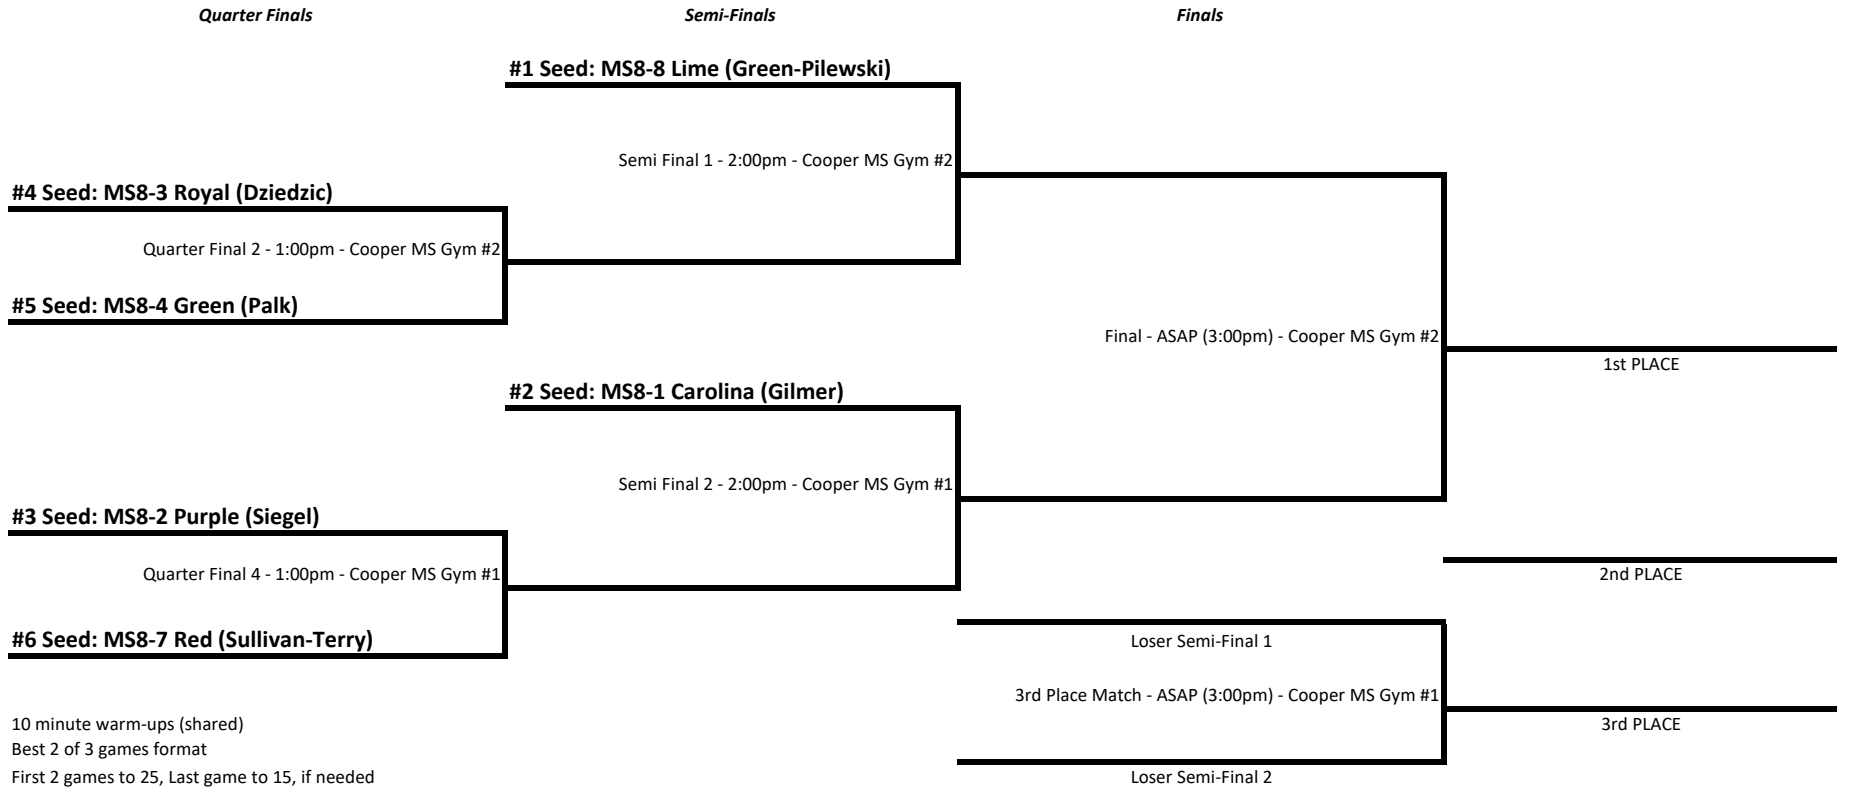 Quarter Finals
Semi-Finals
Finals
#1 Seed: MS8-8 Lime (Green-Pilewski)
Semi Final 1 - 2:00pm - Cooper MS Gym #2
#4 Seed: MS8-3 Royal (Dziedzic)
Quarter Final 2 - 1:00pm - Cooper MS Gym #2
#5 Seed: MS8-4 Green (Palk)
Final - ASAP (3:00pm) - Cooper MS Gym #2
1st PLACE
#2 Seed: MS8-1 Carolina (Gilmer)
Semi Final 2 - 2:00pm - Cooper MS Gym #1
#3 Seed: MS8-2 Purple (Siegel)
Quarter Final 4 - 1:00pm - Cooper MS Gym #1
2nd PLACE
#6 Seed: MS8-7 Red (Sullivan-Terry)
Loser Semi-Final 1
3rd Place Match - ASAP (3:00pm) - Cooper MS Gym #1
3rd PLACE
10 minute warm-ups (shared)
Best 2 of 3 games format
First 2 games to 25, Last game to 15, if needed
Loser Semi-Final 2